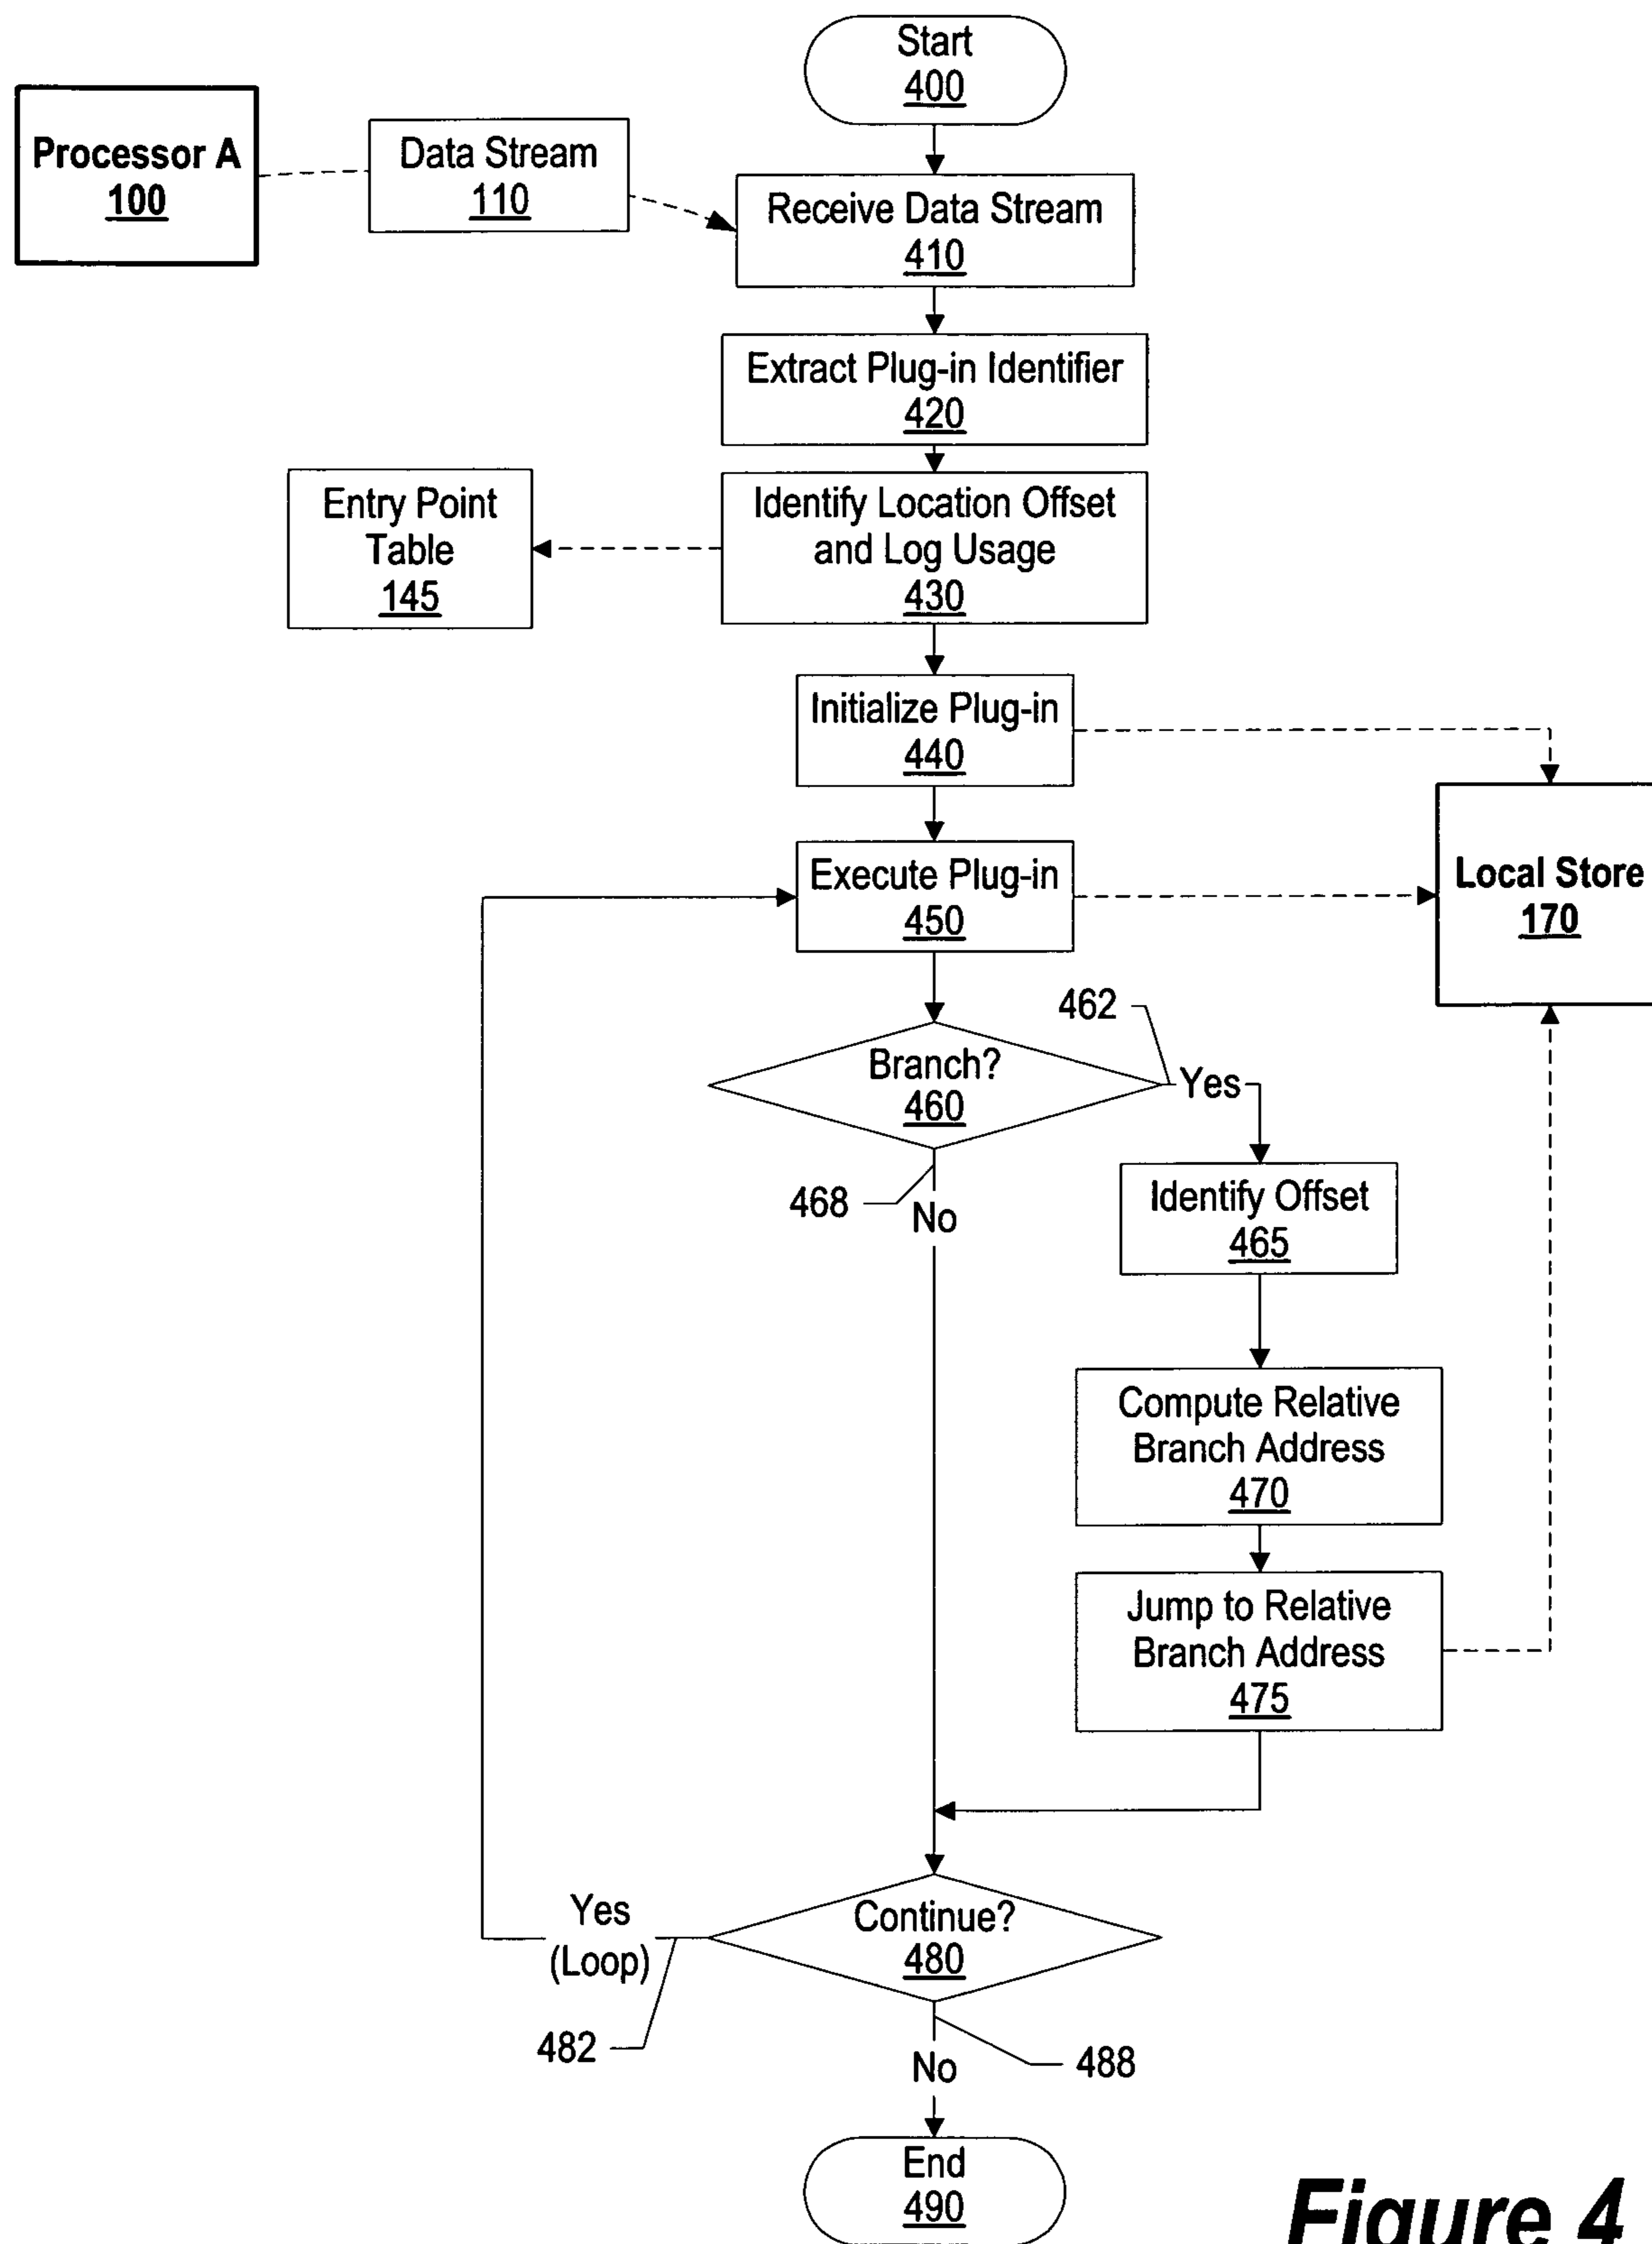 Start
400
Processor A
100
Data Stream
110
Receive Data Stream
410
Extract Plug-in Identifier
420
Entry Point
Table
145
Identify Location Offset
and Log Usage
430
Initialize Plug-in
440
Execute Plug-in
450
Local Store
170
462
Branch?
460
Yes
468
No
Identify Offset
465
Compute Relative
Branch Address
470
Jump to Relative
Branch Address
475
Yes
(Loop)
Continue?
480
482
No
488
End
490
Figure 4